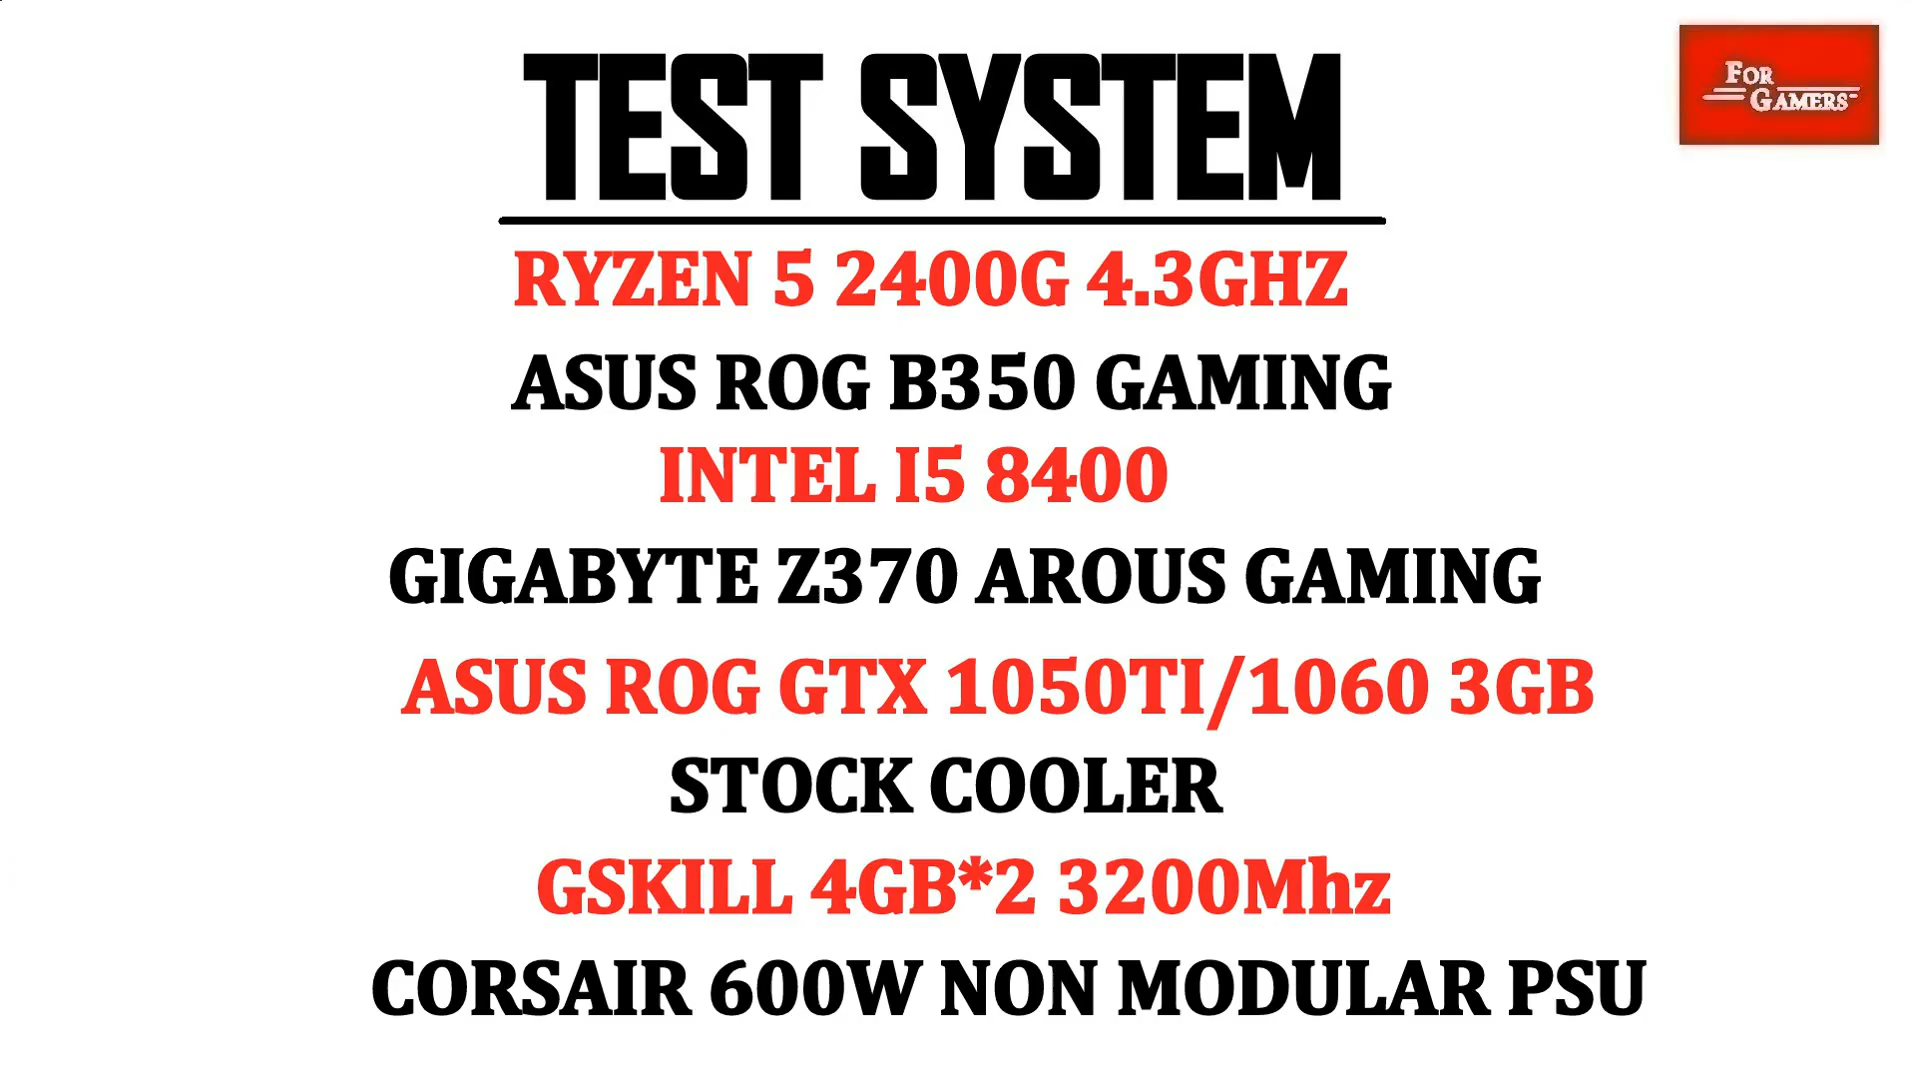 TEST SYSTEM
FOR
GAMERS
RYZEN 5 2400G 4.3GHZ
ASUS ROG B350 GAMING
INTEL I5 8400
GIGABYTE Z370 AROUS GAMING
ASUS ROG GTX 1050TI/1060 3GB
STOCK COOLER
GSKILL 4GB*2 3200Mhz
CORSAIR 600W NON MODULAR PSU